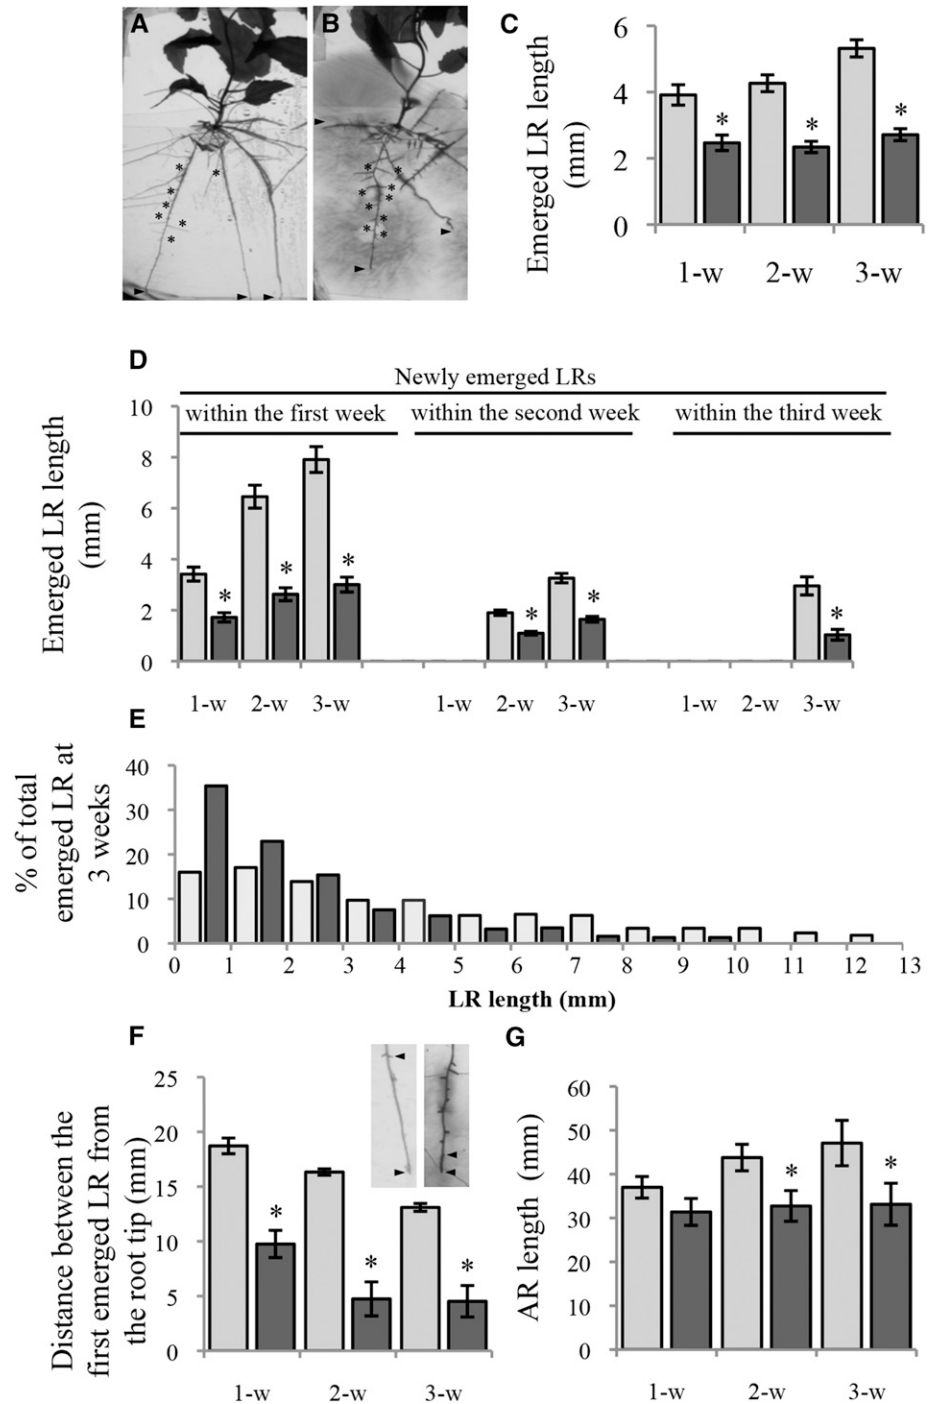 A
B
* * * * * * *
* * * * * * * *
C
Emerged LR length
(mm)
6
4
2
0
* * *
1-w 2-w 3-w
D
Newly emerged LRs
within the first week within the second week within the third week
Emerged LR length
(mm)
10
8
6
4
2
0
* * * * * *
1-w 2-w 3-w 1-w 2-w 3-w 1-w 2-w 3-w
E
% of total
emerged LR at
3 weeks
40
30
20
10
0
0 1 2 3 4 5 6 7 8 9 10 11 12 13
LR length (mm)
F
Distance between the
first emerged LR from
the root tip (mm)
25
20
15
10
5
0
* * *
1-w 2-w 3-w
G
AR length (mm)
60
50
40
30
20
10
0
* *
1-w 2-w 3-w